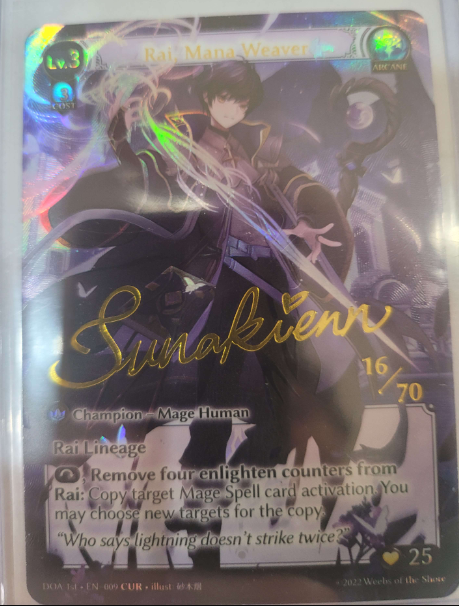 Lv.3
Rai, Mana Weaver
ARCANE
COST
Sunakienn
16/70
Champion – Mage Human
Rai Lineage
, Remove four enlighten counters from
Rai: Copy target Mage Spell card activation. You
may choose new targets for the copy.
“Who says lightning doesn’t strike twice?”
25
DOA 1st • EN-009 CUR • illust.
©2022 Weebs of the Shore